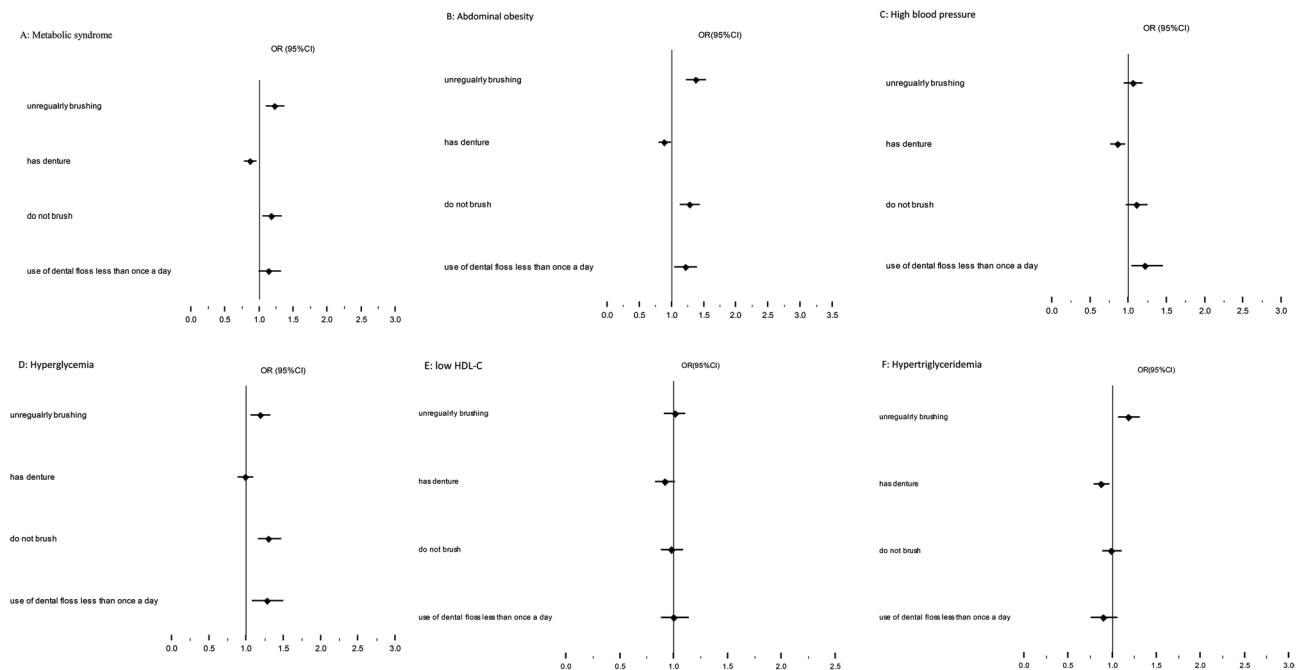 A: Metabolic syndrome
OR (95%CI)
unregualrly brushing
has denture
do not brush
use of dental floss less than once a day
0.0 0.5 1.0 1.5 2.0 2.5 3.0
B: Abdominal obesity
OR(95%CI)
unregualrly brushing
has denture
do not brush
use of dental floss less than once a day
0.0 0.5 1.0 1.5 2.0 2.5 3.0
C: High blood pressure
OR (95%CI)
unregualrly brushing
has denture
do not brush
use of dental floss less than once a day
0.0 0.5 1.0 1.5 2.0 2.5 3.0
D: Hyperglycemia
OR (95%CI)
unregualrly brushing
has denture
do not brush
use of dental floss less than once a day
0.0 0.5 1.0 1.5 2.0 2.5 3.0
E: low HDL-C
OR(95%CI)
unregualrly brushing
has denture
do not brush
use of dental floss less than once a day
0.0 0.5 1.0 1.5 2.0 2.5
F: Hypertriglyceridemia
OR(95%CI)
unregualrly brushing
has denture
do not brush
use of dental floss less than once a day
0.0 0.5 1.0 1.5 2.0 2.5 3.0